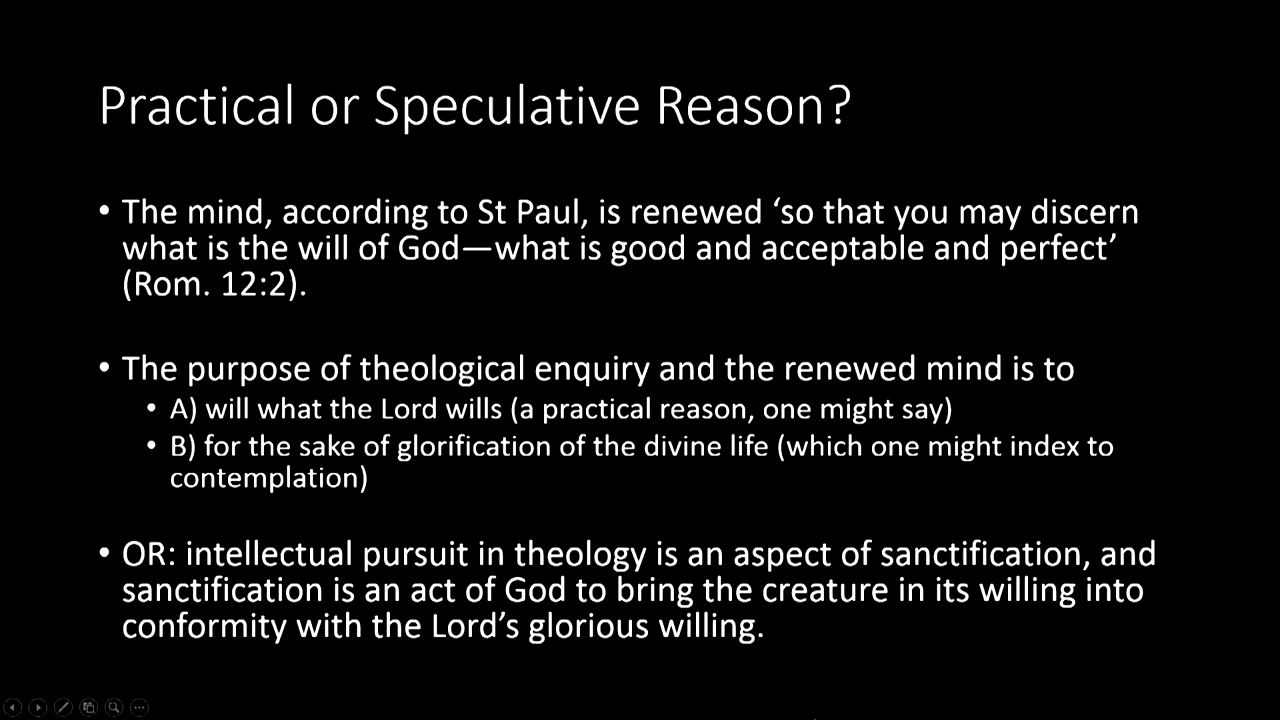 Practical or Speculative Reason?
• The mind, according to St Paul, is renewed ‘so that you may discern
what is the will of God—what is good and acceptable and perfect’
(Rom. 12:2).
• The purpose of theological enquiry and the renewed mind is to
• A) will what the Lord wills (a practical reason, one might say)
• B) for the sake of glorification of the divine life (which one might index to
contemplation)
• OR: intellectual pursuit in theology is an aspect of sanctification, and
sanctification is an act of God to bring the creature in its willing into
conformity with the Lord’s glorious willing.